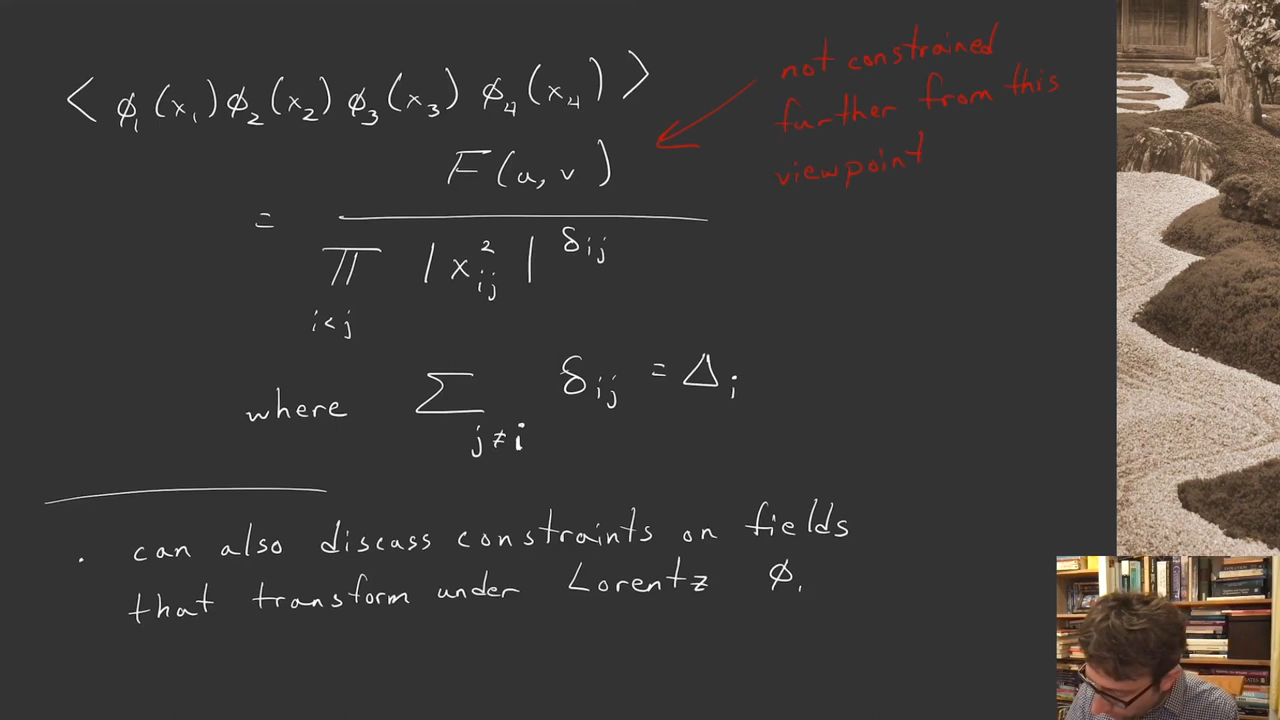 < ϕ₁(x₁) ϕ₂(x₂) ϕ₃(x₃) ϕ₄(x₄) >
not constrained
further from this
viewpoint
F(u, v)
=
∏ |x²ᵢⱼ|^δᵢⱼ
i<j
where ∑ δᵢⱼ = Δᵢ
j≠i
· can also discuss constraints on fields
that transform under Lorentz ϕ